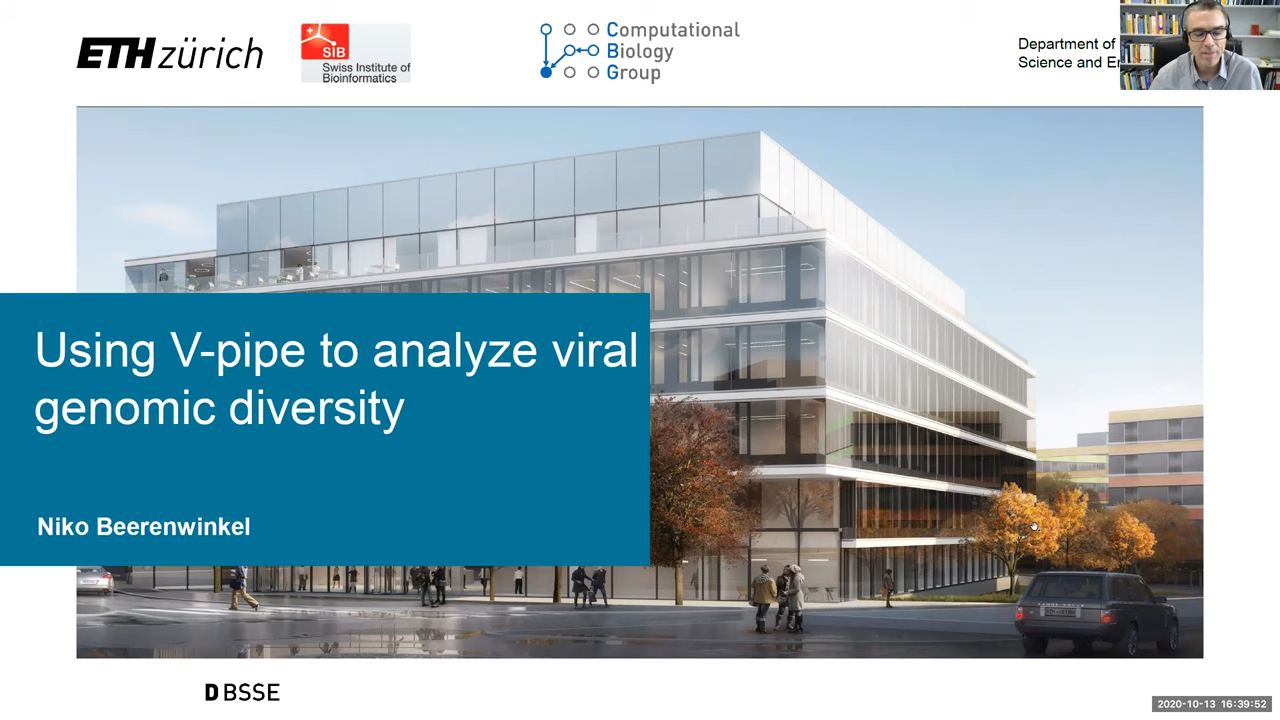 ETH zürich
SIB
Swiss Institute of
Bioinformatics
Computational
Biology
Group
Department of
Science and E
Using V-pipe to analyze viral
genomic diversity
Niko Beerenwinkel
D BSSE
2020-10-13 16:39:52